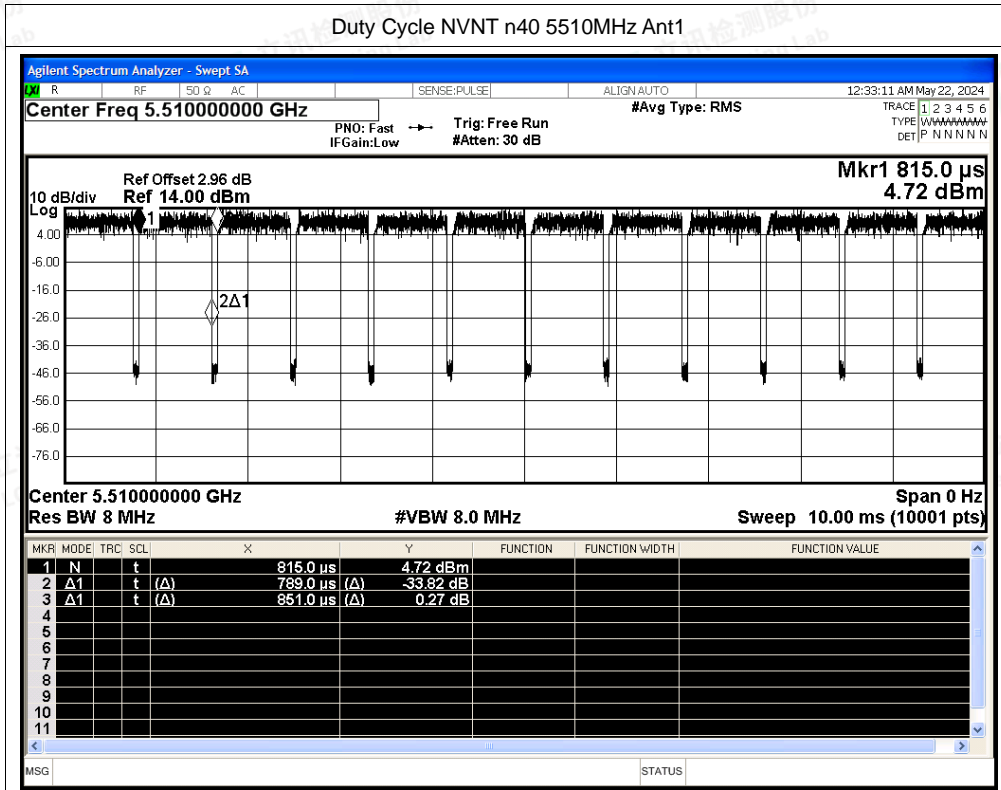 Duty Cycle NVNT n40 5510MHz Ant1
Agilent Spectrum Analyzer - Swept SA
LXI R RF 50 Ω AC SENSE:PULSE ALIGN AUTO 12:33:11 AM May 22, 2024
Center Freq 5.510000000 GHz #Avg Type: RMS TRACE 1 2 3 4 5 6
PNO: Fast Trig: Free Run TYPE WWWWWW
IFGain:Low #Atten: 30 dB DET P N N N N N
Mkr1 815.0 µs
Ref Offset 2.96 dB
10 dB/div Ref 14.00 dBm 4.72 dBm
Log
1
4.00
-6.00
-16.0
2Δ1
-26.0
-36.0
-46.0
-56.0
-66.0
-76.0
Center 5.510000000 GHz Span 0 Hz
Res BW 8 MHz #VBW 8.0 MHz Sweep 10.00 ms (10001 pts)
MKR MODE TRC SCL X Y FUNCTION FUNCTION WIDTH FUNCTION VALUE
1 N t 815.0 µs 4.72 dBm
2 Δ1 t (Δ) 789.0 µs (Δ) -33.82 dB
3 Δ1 t (Δ) 851.0 µs (Δ) 0.27 dB
4
5
6
7
8
9
10
11
MSG STATUS